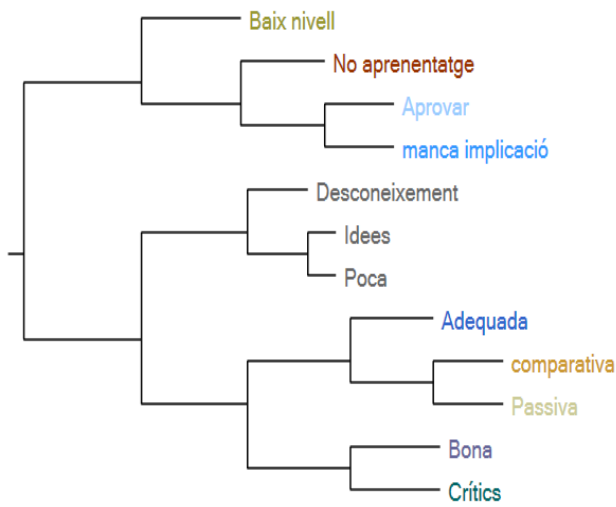 Baix nivell
No aprenentatge
Aprovar
manca implicació
Desconeixement
Idees
Poca
Adequada
comparativa
Passiva
Bona
Crítics